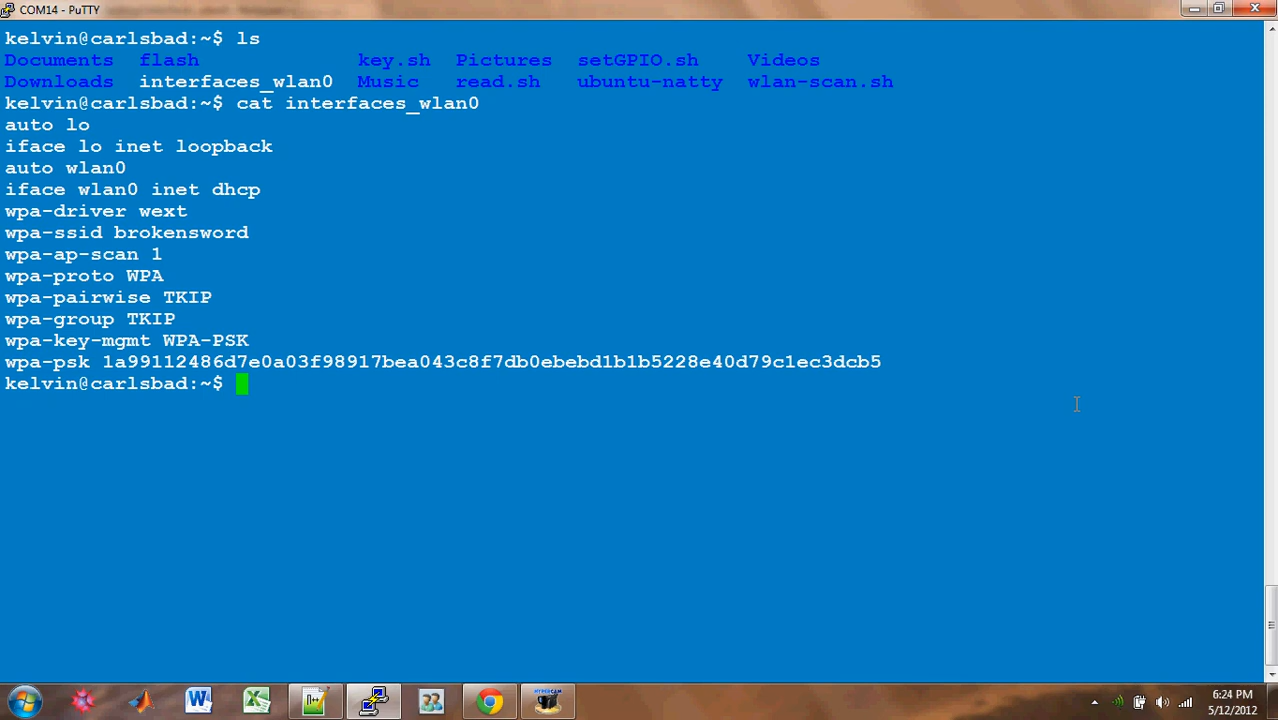 COM14 - PuTTY
kelvin@carlsbad:~$ ls
Documents flash key.sh Pictures setGPIO.sh Videos
Downloads interfaces_wlan0 Music read.sh ubuntu-natty wlan-scan.sh
kelvin@carlsbad:~$ cat interfaces_wlan0
auto lo
iface lo inet loopback
auto wlan0
iface wlan0 inet dhcp
wpa-driver wext
wpa-ssid brokensword
wpa-ap-scan 1
wpa-proto WPA
wpa-pairwise TKIP
wpa-group TKIP
wpa-key-mgmt WPA-PSK
wpa-psk 1a99112486d7e0a03f98917bea043c8f7db0ebebd1b1b5228e40d79c1ec3dcb5
kelvin@carlsbad:~$
HYPERCAM
6:24 PM
5/12/2012